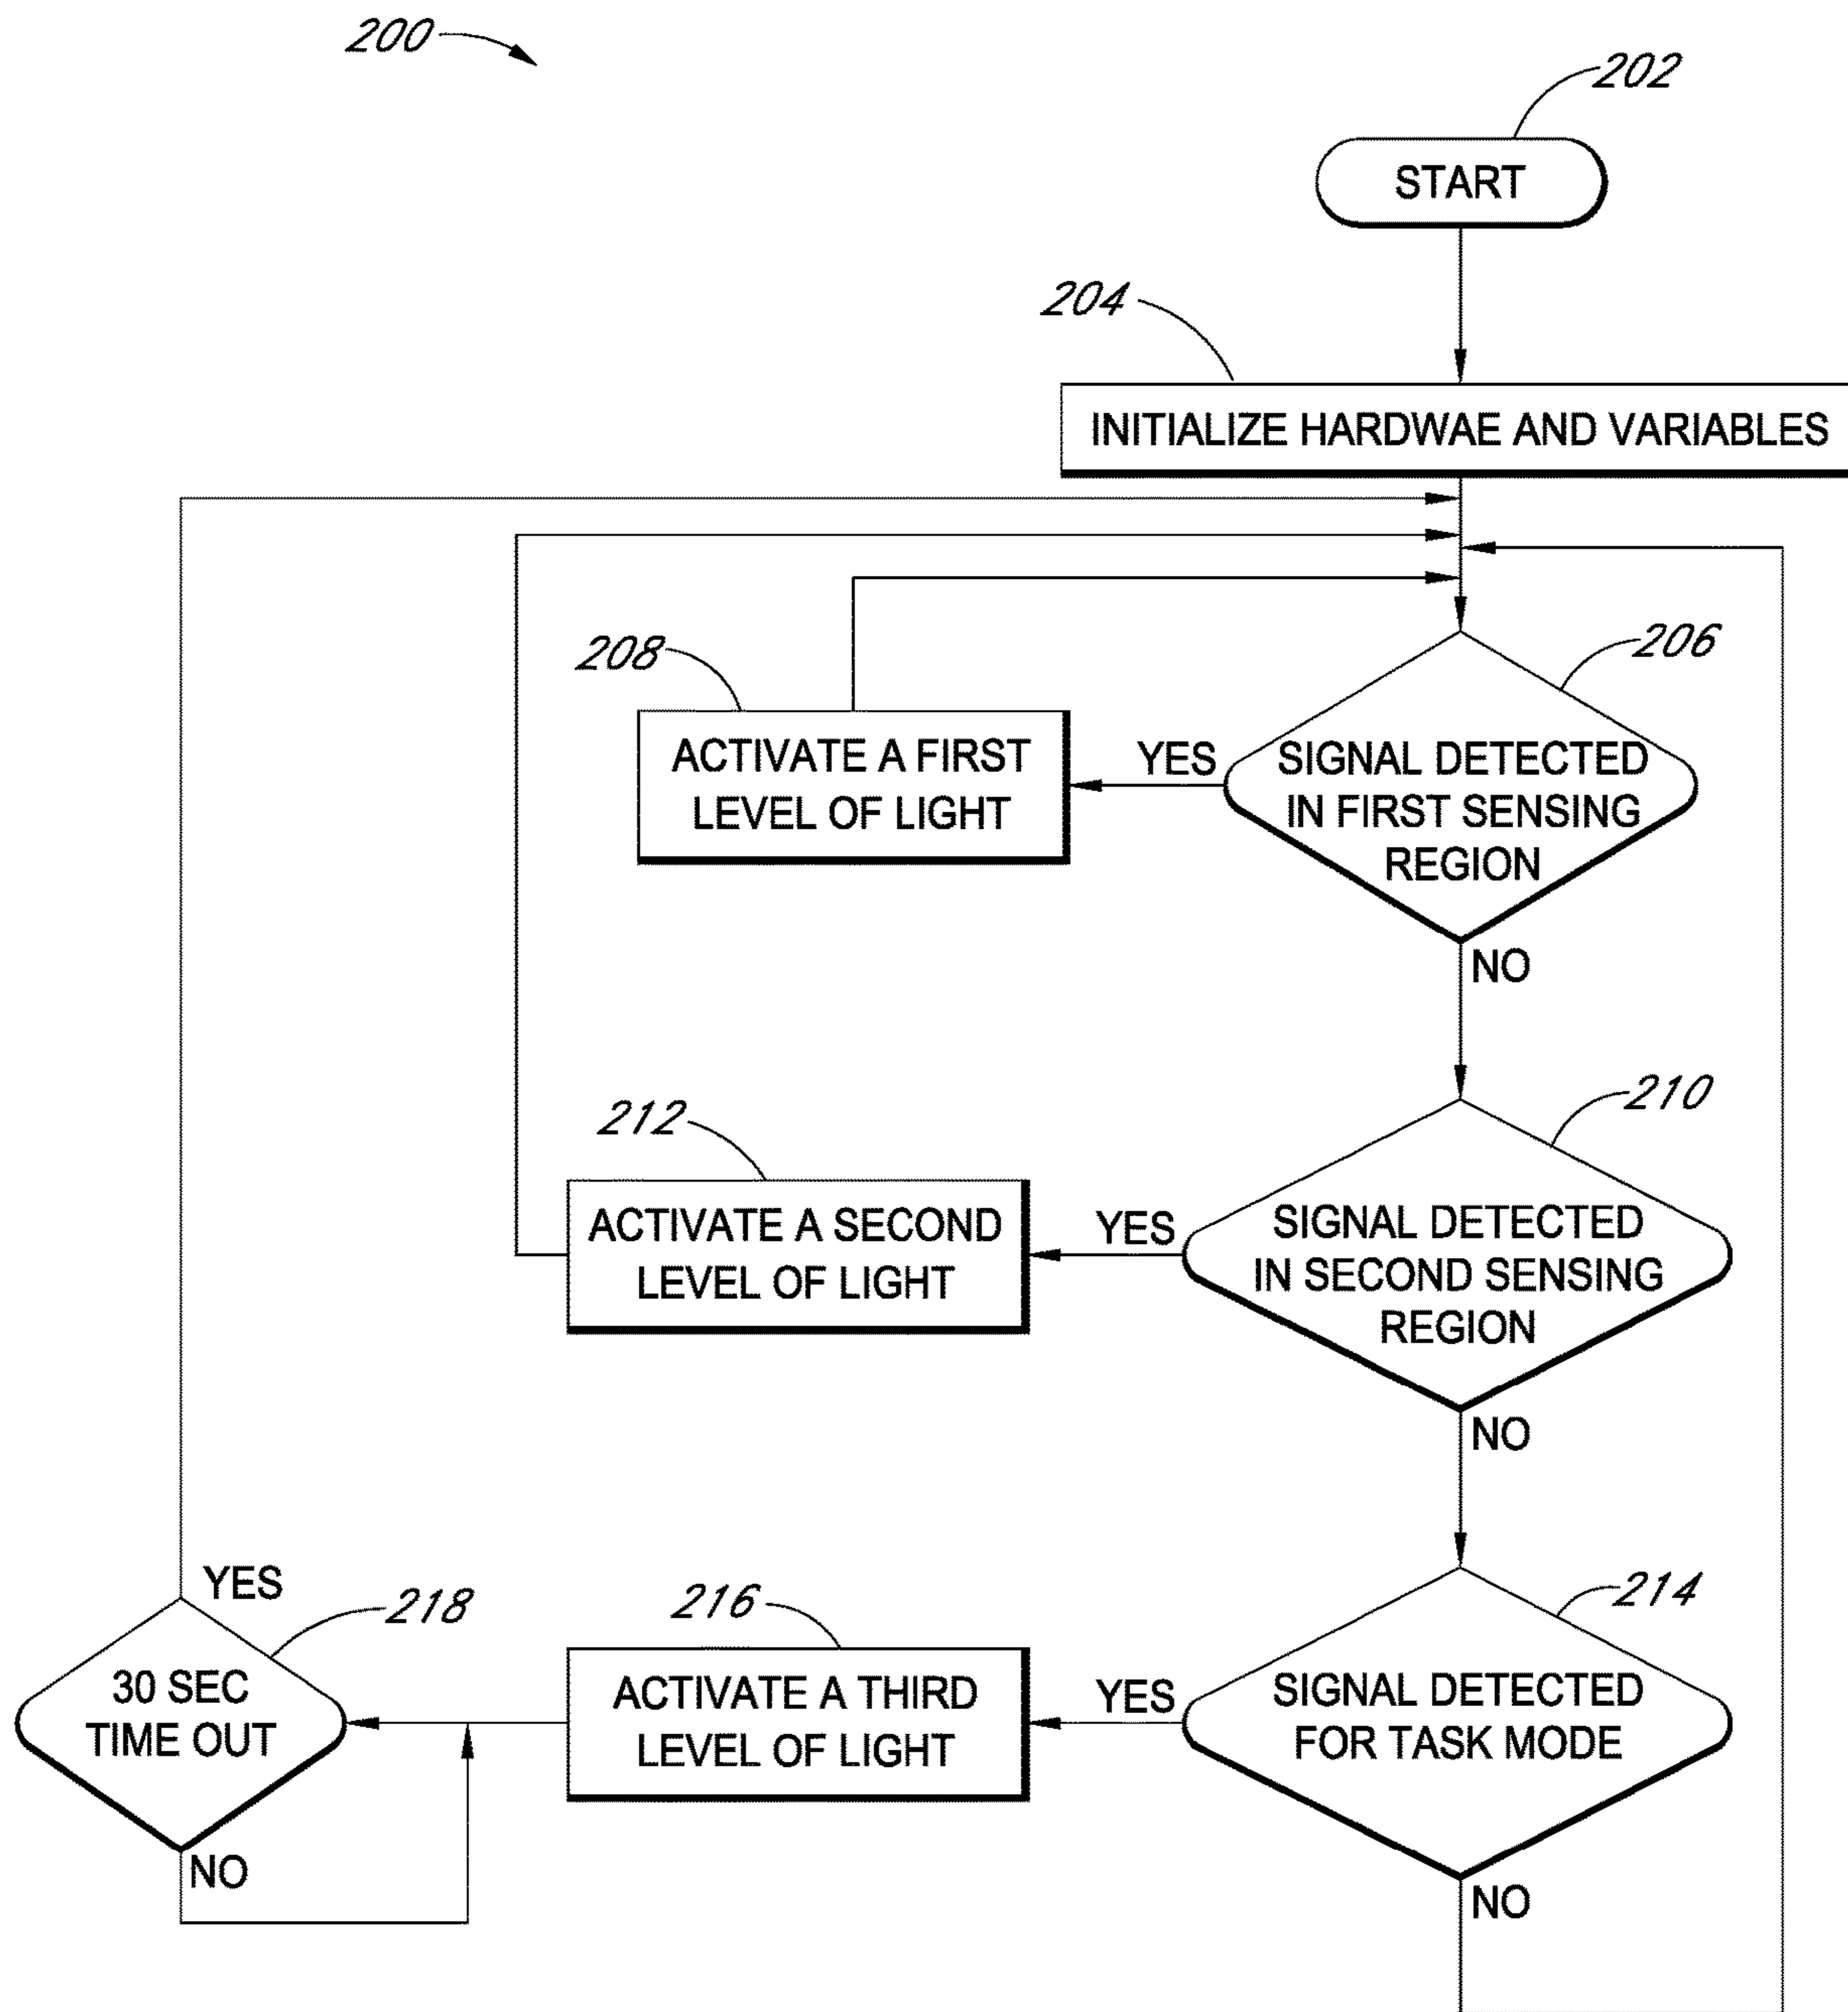 200
202
START
204
INITIALIZE HARDWAE AND VARIABLES
206
208
SIGNAL DETECTED
IN FIRST SENSING
REGION
YES
ACTIVATE A FIRST
LEVEL OF LIGHT
NO
210
212
SIGNAL DETECTED
IN SECOND SENSING
REGION
YES
ACTIVATE A SECOND
LEVEL OF LIGHT
NO
214
216
SIGNAL DETECTED
FOR TASK MODE
YES
ACTIVATE A THIRD
LEVEL OF LIGHT
NO
218
YES
30 SEC
TIME OUT
NO